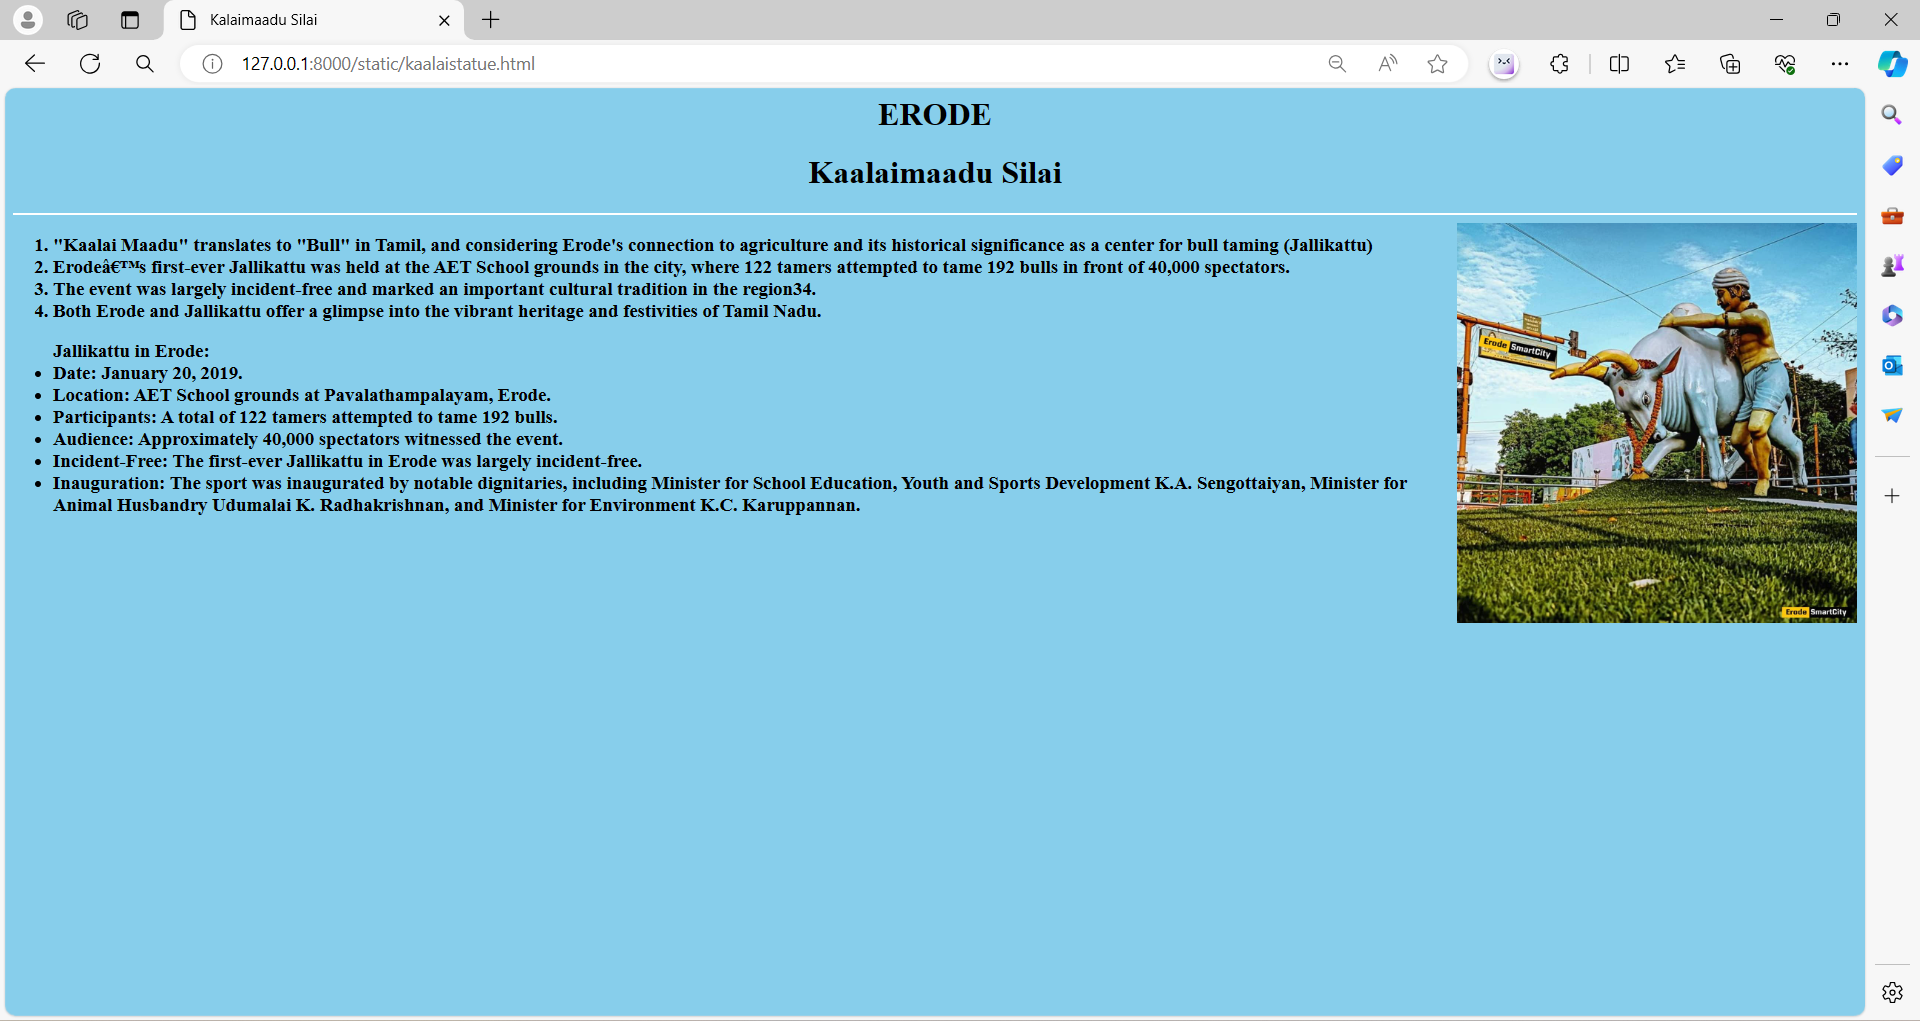 Kalaimaadu Silai
127.0.0.1:8000/static/kaalaistatue.html
ERODE
Kaalaimaadu Silai
1. "Kaalai Maadu" translates to "Bull" in Tamil, and considering Erode's connection to agriculture and its historical significance as a center for bull taming (Jallikattu)
2. Erodeâ€™s first-ever Jallikattu was held at the AET School grounds in the city, where 122 tamers attempted to tame 192 bulls in front of 40,000 spectators.
3. The event was largely incident-free and marked an important cultural tradition in the region34.
4. Both Erode and Jallikattu offer a glimpse into the vibrant heritage and festivities of Tamil Nadu.
Jallikattu in Erode:
• Date: January 20, 2019.
• Location: AET School grounds at Pavalathampalayam, Erode.
• Participants: A total of 122 tamers attempted to tame 192 bulls.
• Audience: Approximately 40,000 spectators witnessed the event.
• Incident-Free: The first-ever Jallikattu in Erode was largely incident-free.
• Inauguration: The sport was inaugurated by notable dignitaries, including Minister for School Education, Youth and Sports Development K.A. Sengottaiyan, Minister for
Animal Husbandry Udumalai K. Radhakrishnan, and Minister for Environment K.C. Karuppannan.
Erode SmartCity
Erode SmartCity